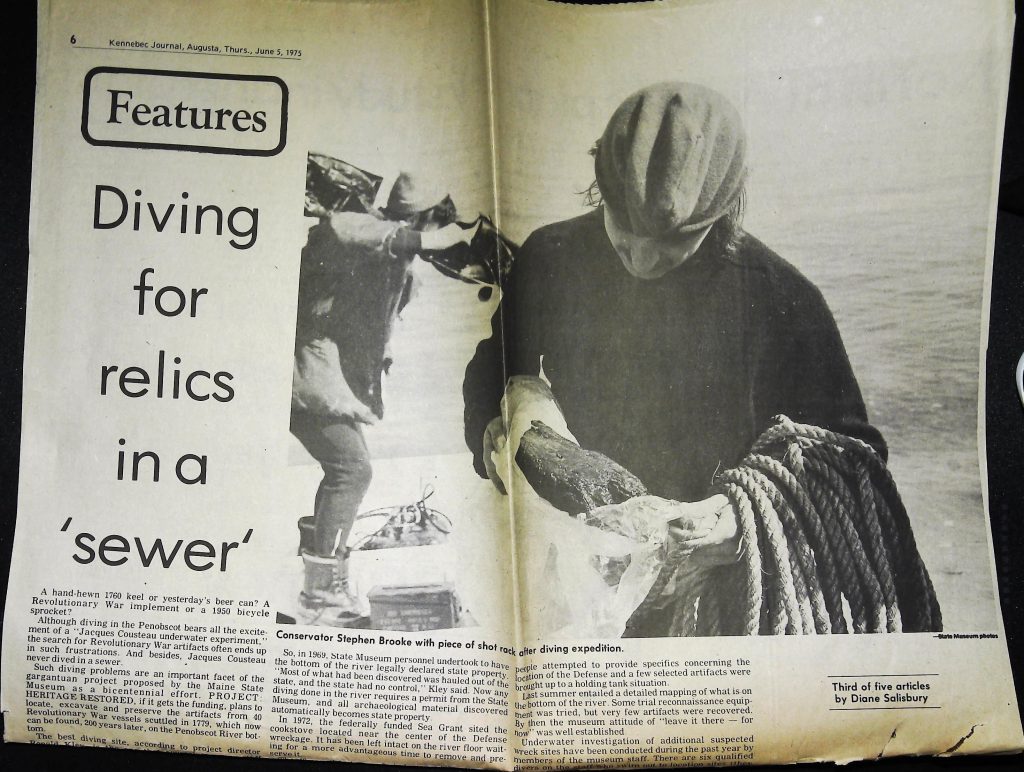 6
Kennebec Journal, Augusta, Thurs., June 5, 1975
Features
Diving
for
relics
in a
'sewer'
Conservator Stephen Brooke with piece of shot rack after diving expedition.
—State Museum photos
A hand-hewn 1760 keel or yesterday's beer can? A
Revolutionary War implement or a 1950 bicycle
sprocket?
Although diving in the Penobscot bears all the excite-
ment of a "Jacques Cousteau underwater experiment,"
the search for Revolutionary War artifacts often ends up
in such frustrations. And besides, Jacques Cousteau
never dived in a sewer.
Such diving problems are an important facet of the
gargantuan project proposed by the Maine State
Museum as a bicentennial effort. PROJECT:
HERITAGE RESTORED, if it gets the funding, plans to
locate, excavate and preserve the artifacts from 40
Revolutionary War vessels scuttled in 1779, which now
can be found, 206 years later, on the Penobscot River bot-
tom.
The best diving site, according to project director
So, in 1969, State Museum personnel undertook to have
the bottom of the river legally declared state property.
"Most of what had been discovered was hauled out of the
state, and the state had no control," Kley said. Now any
diving done in the river requires a permit from the State
Museum, and all archaeological material discovered
automatically becomes state property.
In 1972, the federally funded Sea Grant sited the
cookstove located near the center of the Defense
wreckage. It has been left intact on the river floor wait-
ing for a more advantageous time to remove and pre-
serve it.
people attempted to provide specifics concerning the
location of the Defense and a few selected artifacts were
brought up to a holding tank situation.
Last summer entailed a detailed mapping of what is on
the bottom of the river. Some trial reconnaissance equip-
ment was tried, but very few artifacts were recovered.
By then the museum attitude of "leave it there — for
now" was well established.
Underwater investigation of additional suspected
wreck sites have been conducted during the past year by
members of the museum staff. There are six qualified
divers on the staff who swim out to location sites (they
Third of five articles
by Diane Salisbury